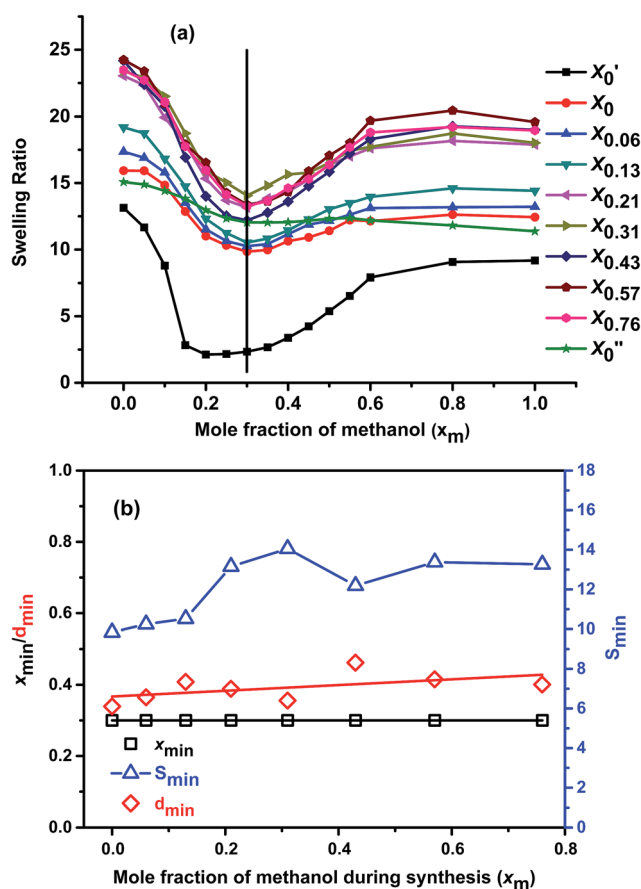 (a)
25
20
15
10
5
0
Swelling Ratio
0.0 0.2 0.4 0.6 0.8 1.0
Mole fraction of methanol (xm)
X0'
X0
X0.06
X0.13
X0.21
X0.31
X0.43
X0.57
X0.76
X0"
(b)
1.0
0.8
0.6
0.4
0.2
0.0
xmin/dmin
18
16
14
12
10
8
6
4
2
0
Smin
xmin
Smin
dmin
0.0 0.2 0.4 0.6 0.8
Mole fraction of methanol during synthesis (xm)